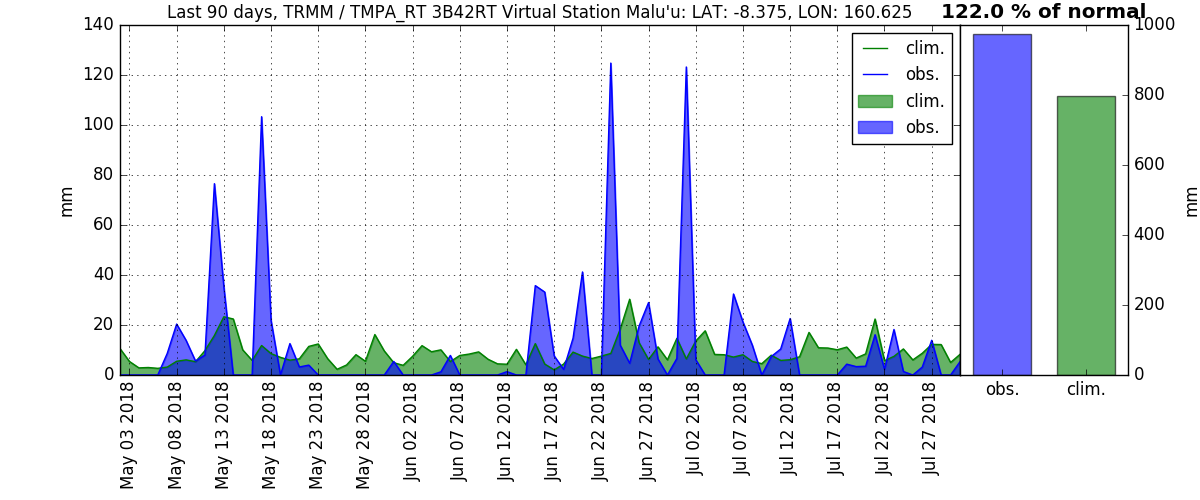 Last 90 days, TRMM / TMPA_RT 3B42RT Virtual Station Malu'u: LAT: -8.375, LON: 160.625
122.0 % of normal
mm
140
120
100
80
60
40
20
0
clim.
obs.
clim.
obs.
May 03 2018
May 08 2018
May 13 2018
May 18 2018
May 23 2018
May 28 2018
Jun 02 2018
Jun 07 2018
Jun 12 2018
Jun 17 2018
Jun 22 2018
Jun 27 2018
Jul 02 2018
Jul 07 2018
Jul 12 2018
Jul 17 2018
Jul 22 2018
Jul 27 2018
1000
800
600
400
200
0
mm
obs.
clim.